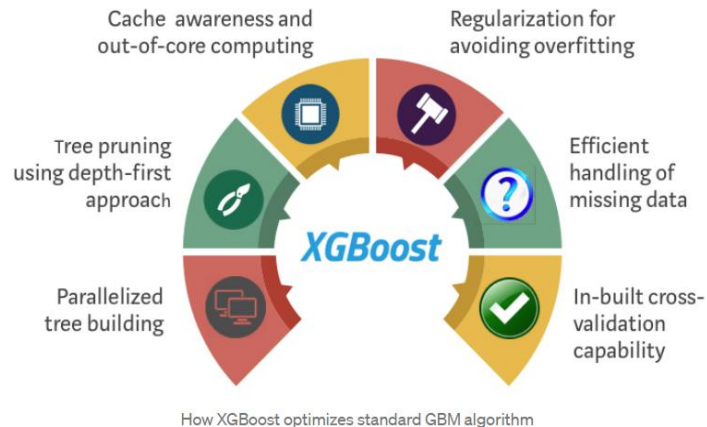 Cache awareness and
out-of-core computing
Regularization for
avoiding overfitting
Tree pruning
using depth-first
approach
Efficient
handling of
missing data
XGBoost
Parallelized
tree building
In-built cross-
validation
capability
How XGBoost optimizes standard GBM algorithm